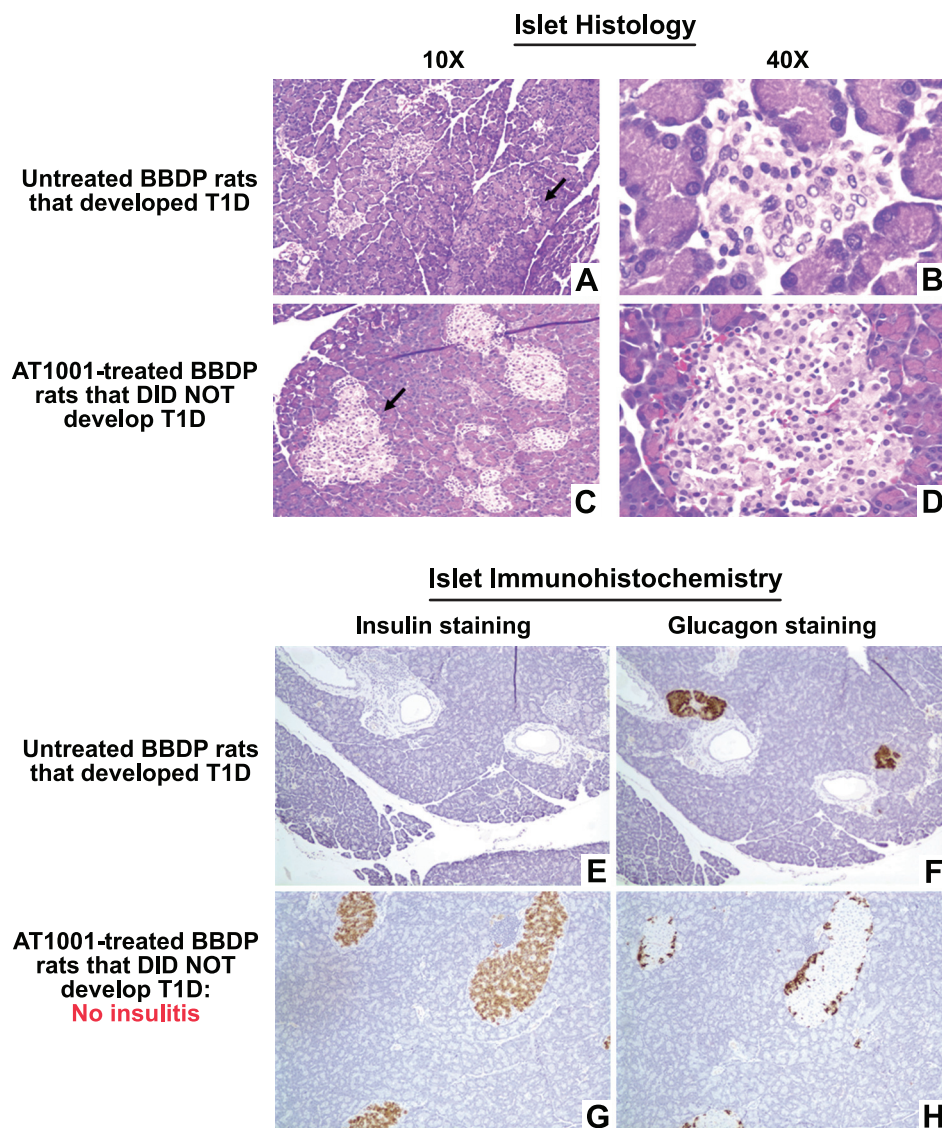 Islet Histology
10X
40X
Untreated BBDP rats
that developed T1D
A
B
AT1001-treated BBDP
rats that DID NOT
develop T1D
C
D
Islet Immunohistochemistry
Insulin staining
Glucagon staining
Untreated BBDP rats
that developed T1D
E
F
AT1001-treated BBDP
rats that DID NOT
develop T1D:
No insulitis
G
H